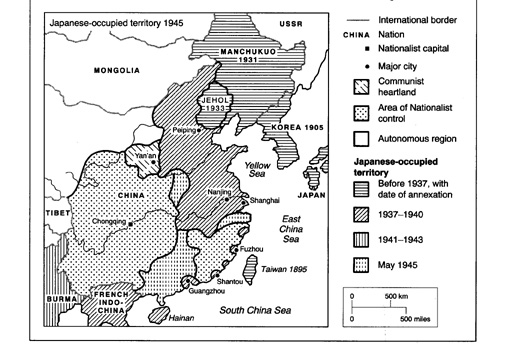 Japanese-occupied territory 1945
USSR
MANCHUKUO
1931
MONGOLIA
JEHOL
1933
Peiping
KOREA 1905
Yan'an
Yellow
Sea
CHINA
Nanjing
Shanghai
JAPAN
TIBET
Chongqing
East
China
Sea
Fuzhou
Taiwan 1895
Shantou
Guangzhou
BURMA
FRENCH
INDO-
CHINA
Hainan
South China Sea
International border
CHINA Nation
Nationalist capital
Major city
Communist
heartland
Area of Nationalist
control
Autonomous region
Japanese-occupied
territory
Before 1937, with
date of annexation
1937–1940
1941–1943
May 1945
0 500 km
0 500 miles